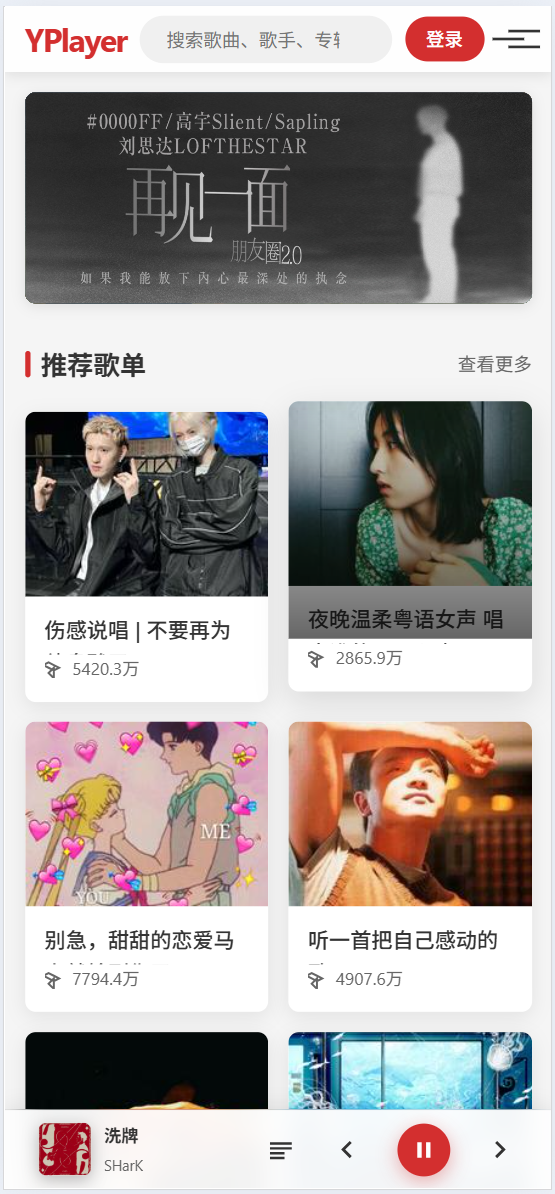 YPlayer
搜索歌曲、歌手、专辑
登录
#0000FF/高宇Slient/Sapling
刘思达LOFTHESTAR
再见一面
朋友圈2.0
如果我能放下内心最深处的执念
推荐歌单
查看更多
伤感说唱 | 不要再为
5420.3万
夜晚温柔粤语女声 唱
2865.9万
YOU
ME
别急，甜甜的恋爱马
7794.4万
听一首把自己感动的
4907.6万
洗牌
SHarK